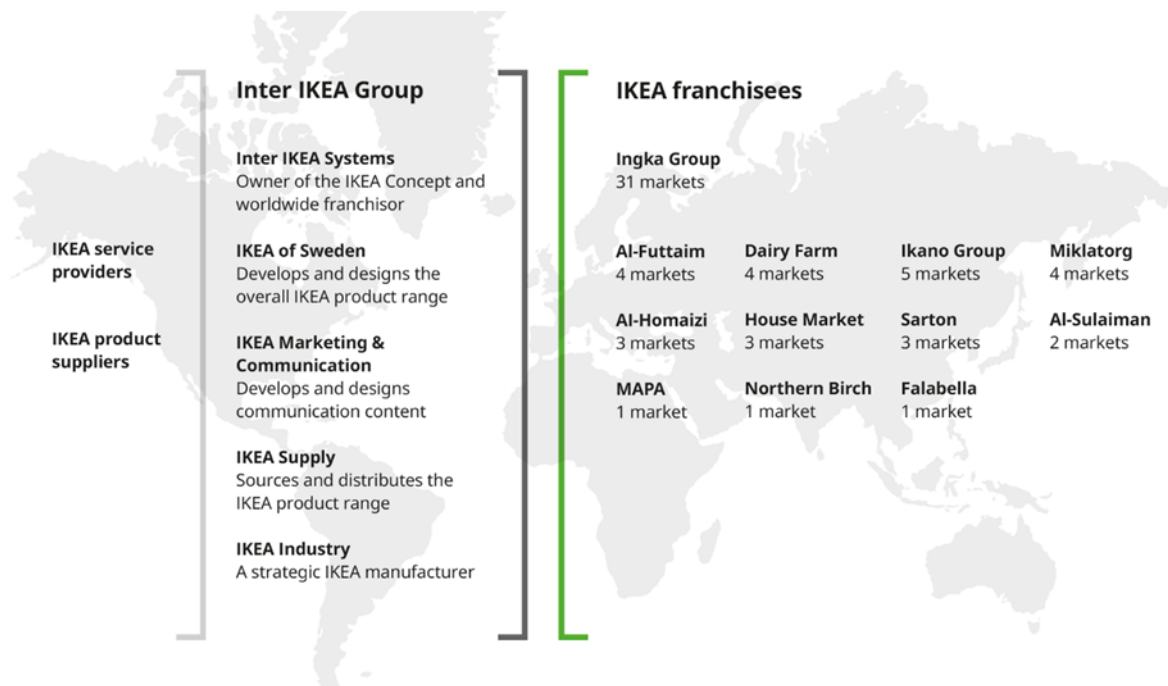 IKEA service
providers
IKEA product
suppliers
Inter IKEA Group
Inter IKEA Systems
Owner of the IKEA Concept and
worldwide franchisor
IKEA of Sweden
Develops and designs the
overall IKEA product range
IKEA Marketing &
Communication
Develops and designs
communication content
IKEA Supply
Sources and distributes the
IKEA product range
IKEA Industry
A strategic IKEA manufacturer
IKEA franchisees
Ingka Group
31 markets
Al-Futtaim
4 markets
Dairy Farm
4 markets
Ikano Group
5 markets
Miklatorg
4 markets
Al-Homaizi
3 markets
House Market
3 markets
Sarton
3 markets
Al-Sulaiman
2 markets
MAPA
1 market
Northern Birch
1 market
Falabella
1 market